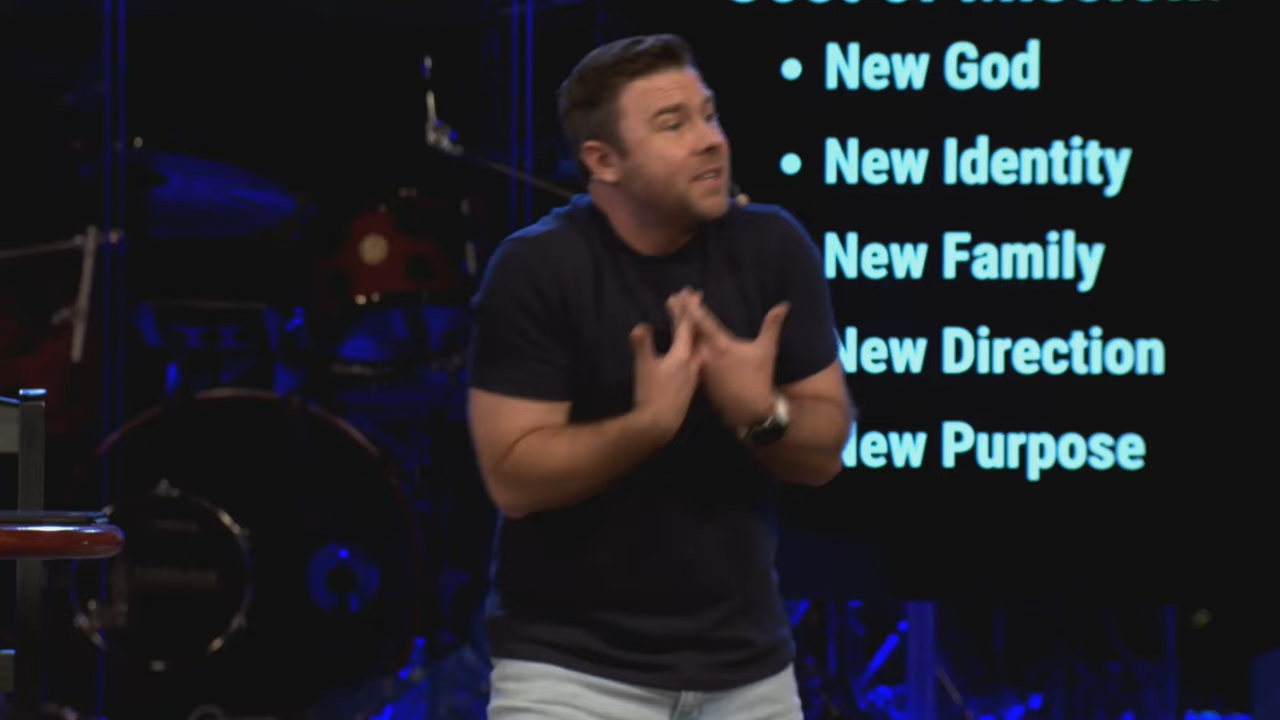 • New God
• New Identity
New Family
New Direction
New Purpose